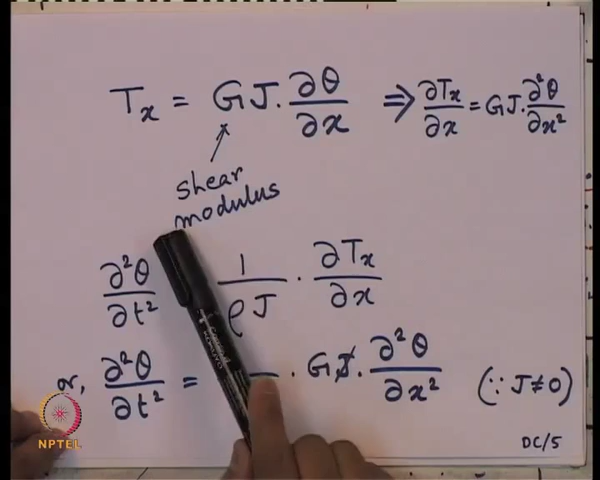 Tₓ = GJ. ∂θ/∂x ⇒ ∂Tₓ/∂x = GJ. ∂²θ/∂x²
shear
modulus
∂²θ/∂t² 1/ρJ · ∂Tₓ/∂x
or, ∂²θ/∂t² = · GJ. ∂²θ/∂x² (∵ J≠0)
NPTEL
DC/5